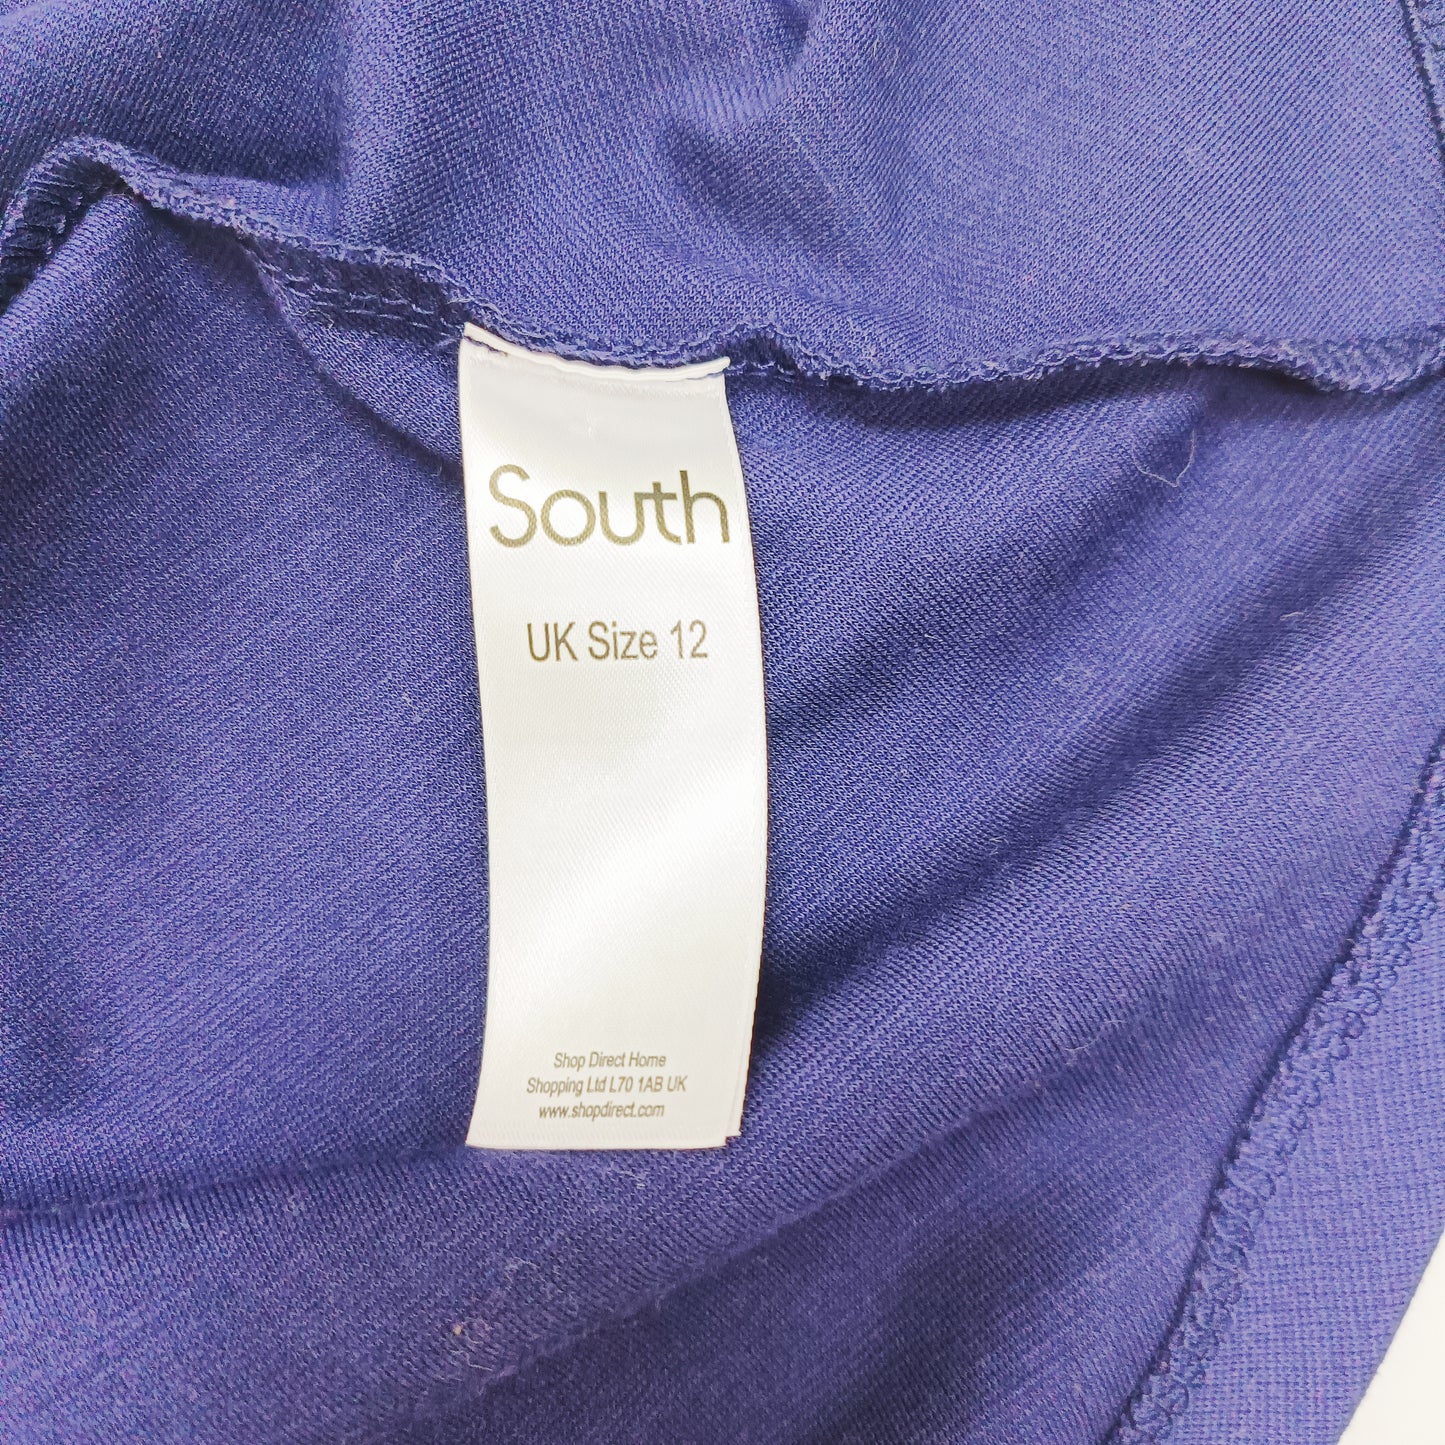 South
UK Size 12
Shop Direct Home
Shopping Ltd L70 1AB UK
www.shopdirect.com